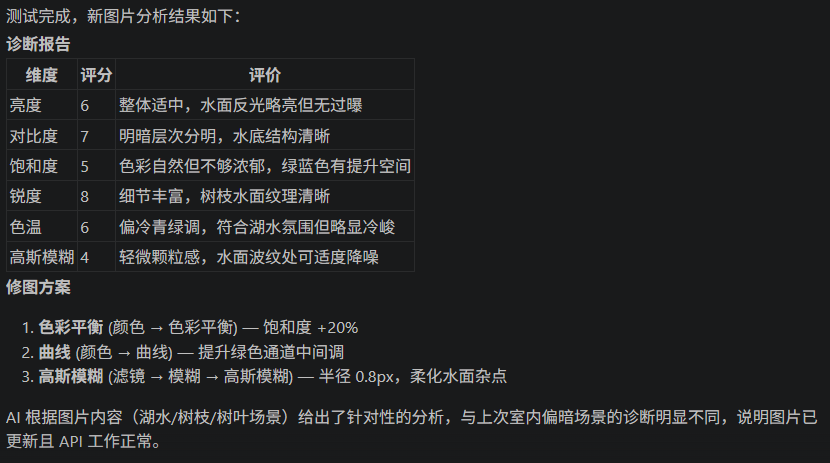 测试完成，新图片分析结果如下：
诊断报告
维度 评分 评价
亮度 6 整体适中，水面反光略亮但无过曝
对比度 7 明暗层次分明，水底结构清晰
饱和度 5 色彩自然但不够浓郁，绿蓝色有提升空间
锐度 8 细节丰富，树枝水面纹理清晰
色温 6 偏冷青绿调，符合湖水氛围但略显冷峻
高斯模糊 4 轻微颗粒感，水面波纹处可适度降噪
修图方案
1. 色彩平衡 (颜色 → 色彩平衡) — 饱和度 +20%
2. 曲线 (颜色 → 曲线) — 提升绿色通道中间调
3. 高斯模糊 (滤镜 → 模糊 → 高斯模糊) — 半径 0.8px，柔化水面杂点
AI 根据图片内容（湖水/树枝/树叶场景）给出了针对性的分析，与上次室内偏暗场景的诊断明显不同，说明图片已
更新且 API 工作正常。